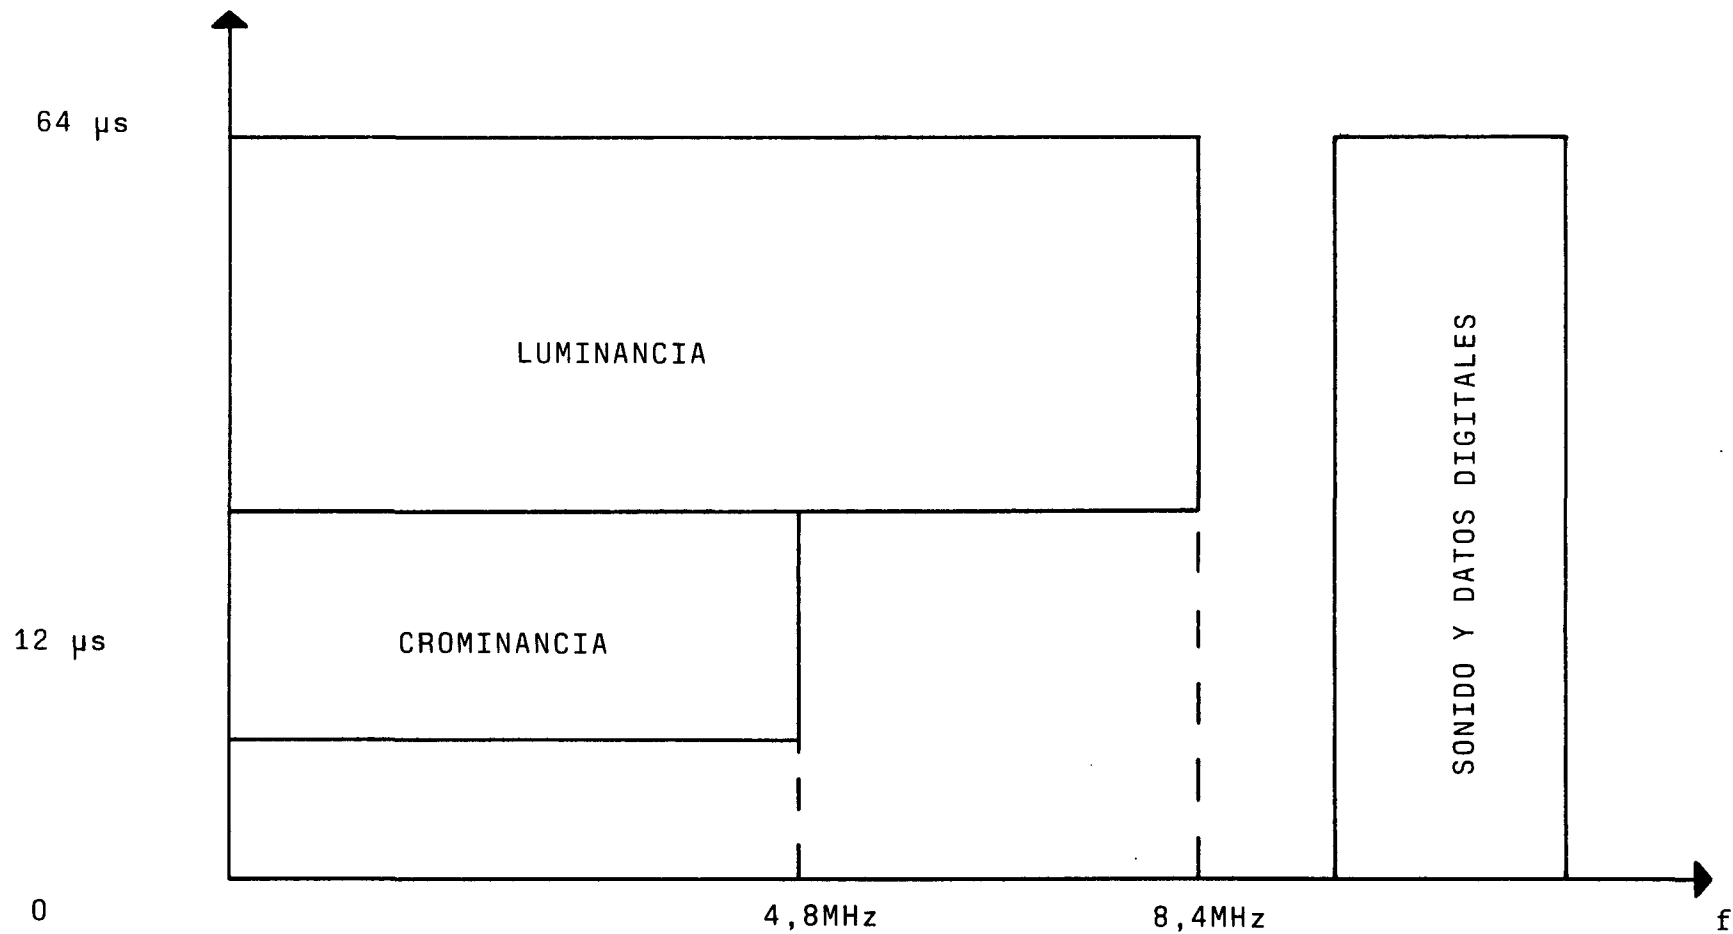 64 µs
LUMINANCIA
SONIDO Y DATOS DIGITALES
12 µs
CROMINANCIA
0
4,8MHz
8,4MHz
f